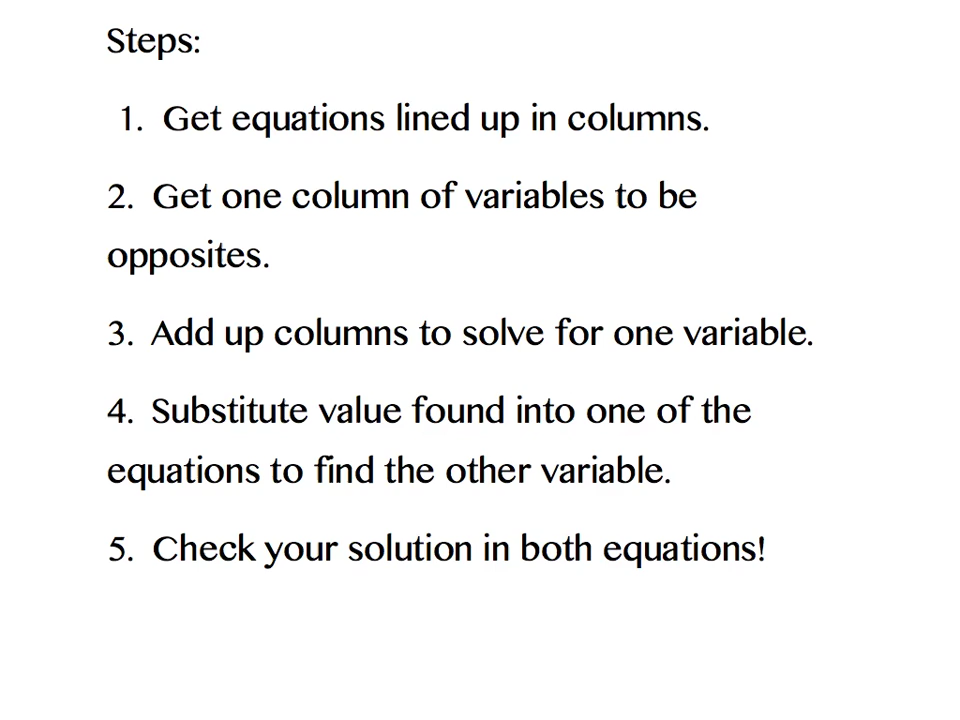 Steps:
1. Get equations lined up in columns.
2. Get one column of variables to be
opposites.
3. Add up columns to solve for one variable.
4. Substitute value found into one of the
equations to find the other variable.
5. Check your solution in both equations!